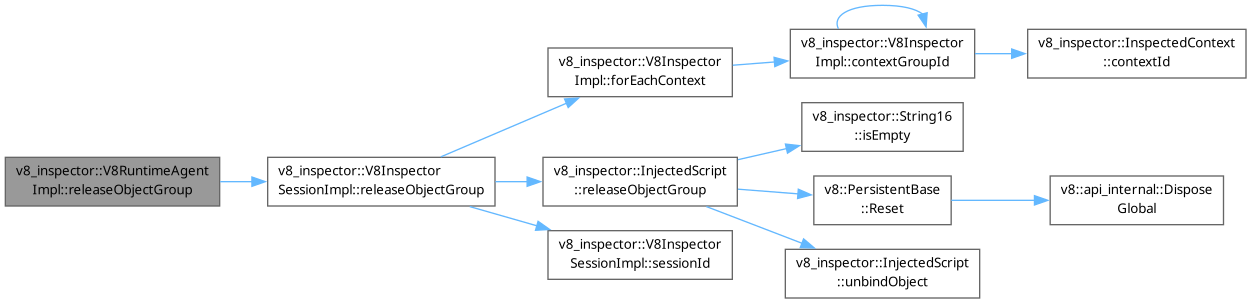 v8_inspector::V8RuntimeAgent
Impl::releaseObjectGroup
v8_inspector::V8Inspector
SessionImpl::releaseObjectGroup
v8_inspector::V8Inspector
Impl::forEachContext
v8_inspector::V8Inspector
Impl::contextGroupId
v8_inspector::InspectedContext
::contextId
v8_inspector::InjectedScript
::releaseObjectGroup
v8_inspector::String16
::isEmpty
v8::PersistentBase
::Reset
v8::api_internal::Dispose
Global
v8_inspector::InjectedScript
::unbindObject
v8_inspector::V8Inspector
SessionImpl::sessionId